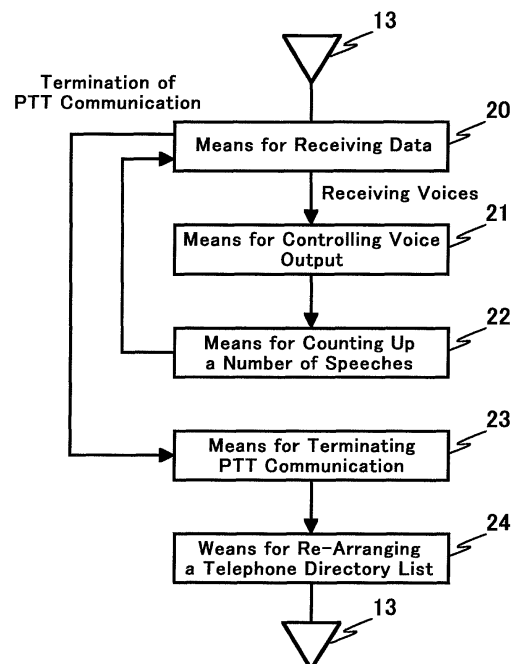 13
Termination of
PTT Communication
20
Means for Receiving Data
Receiving Voices
21
Means for Controlling Voice
Output
22
Means for Counting Up
a Number of Speeches
23
Means for Terminating
PTT Communication
24
Weans for Re-Arranging
a Telephone Directory List
13